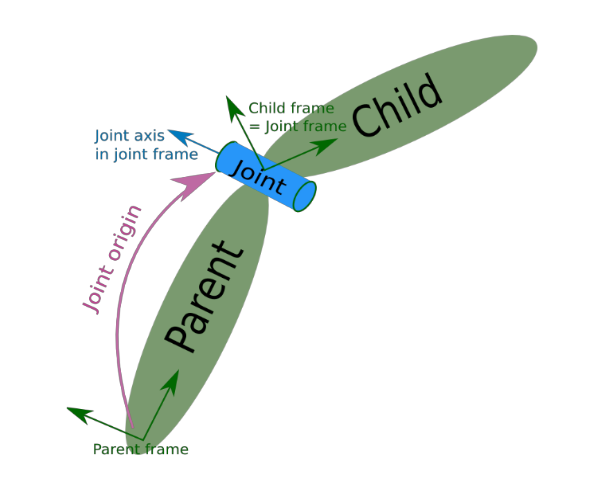 Child
Child frame
= Joint frame
Joint axis
in joint frame
Joint
Joint origin
Parent
Parent frame